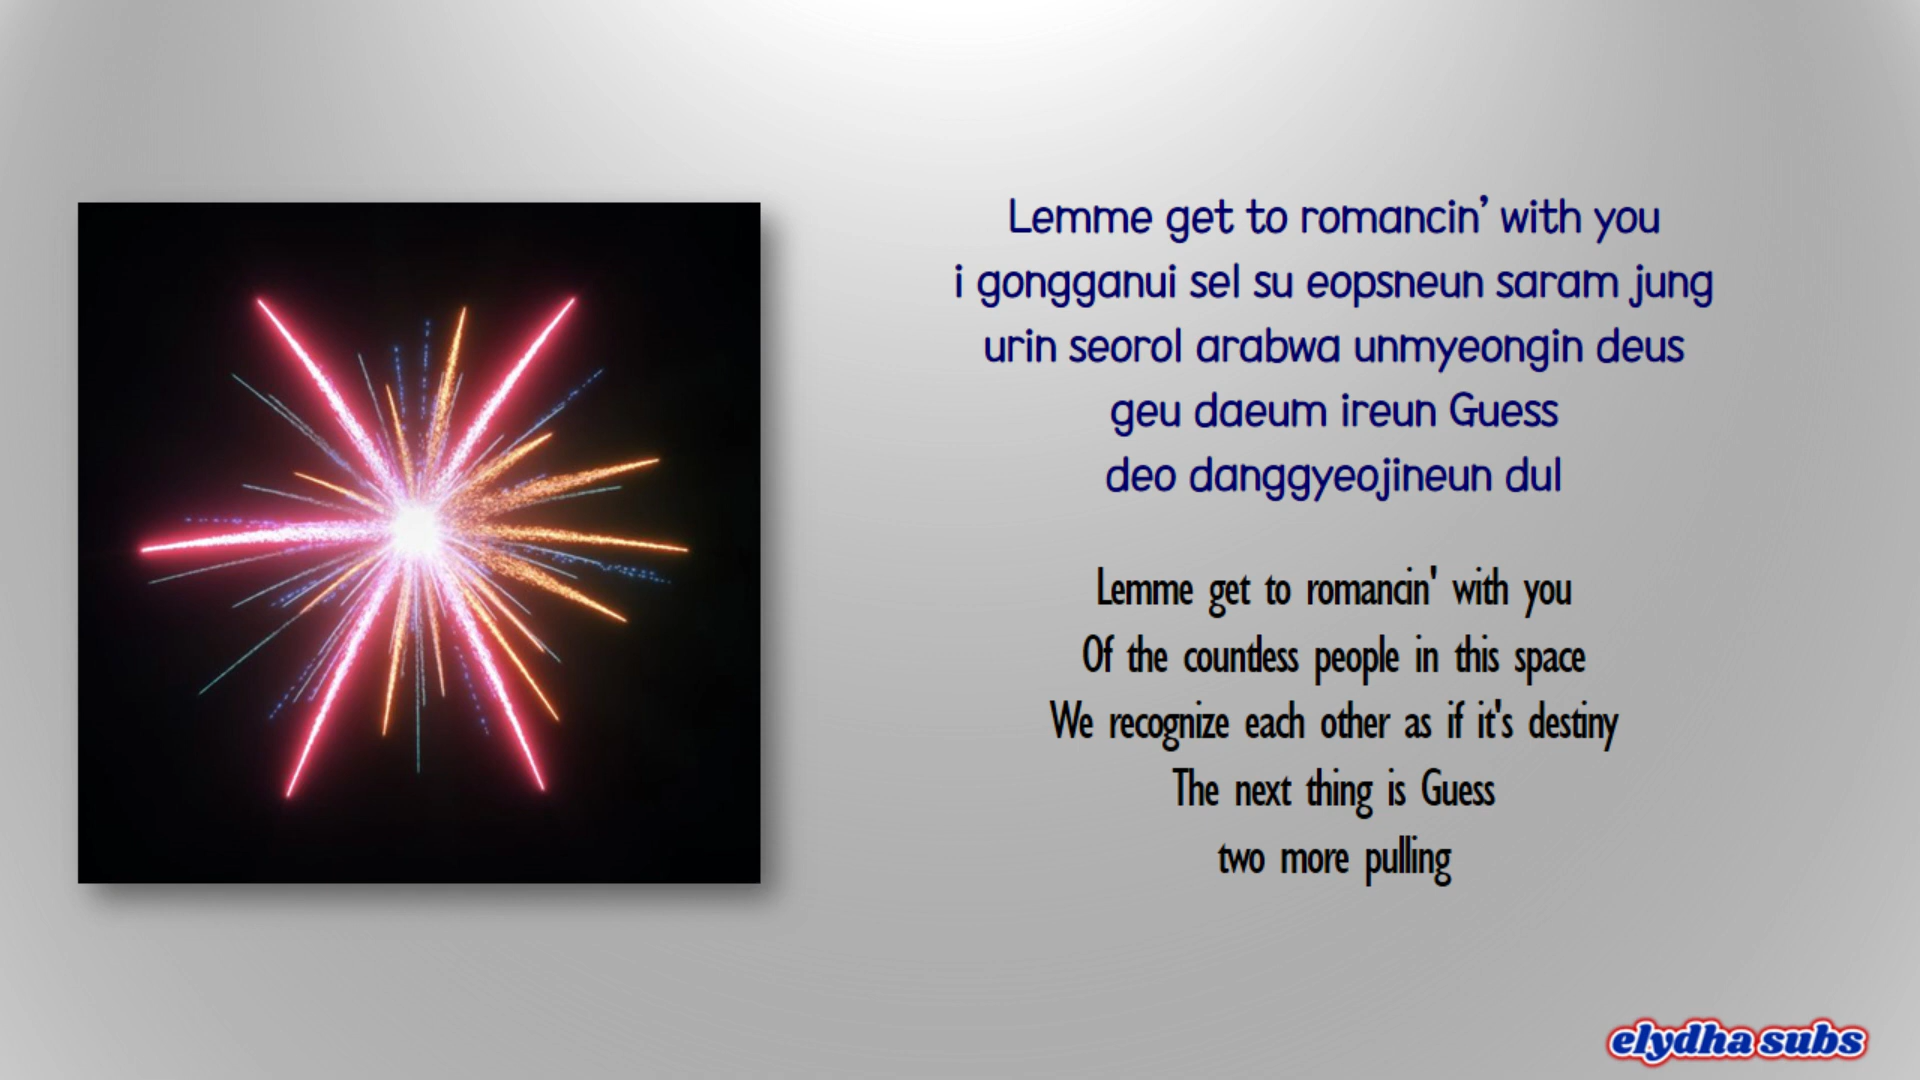 Lemme get to romancin’ with you
i gongganui sel su eopsneun saram jung
urin seorol arabwa unmyeongin deus
geu daeum ireun Guess
deo danggyeojineun dul
Lemme get to romancin' with you
Of the countless people in this space
We recognize each other as if it's destiny
The next thing is Guess
two more pulling
elydha subs